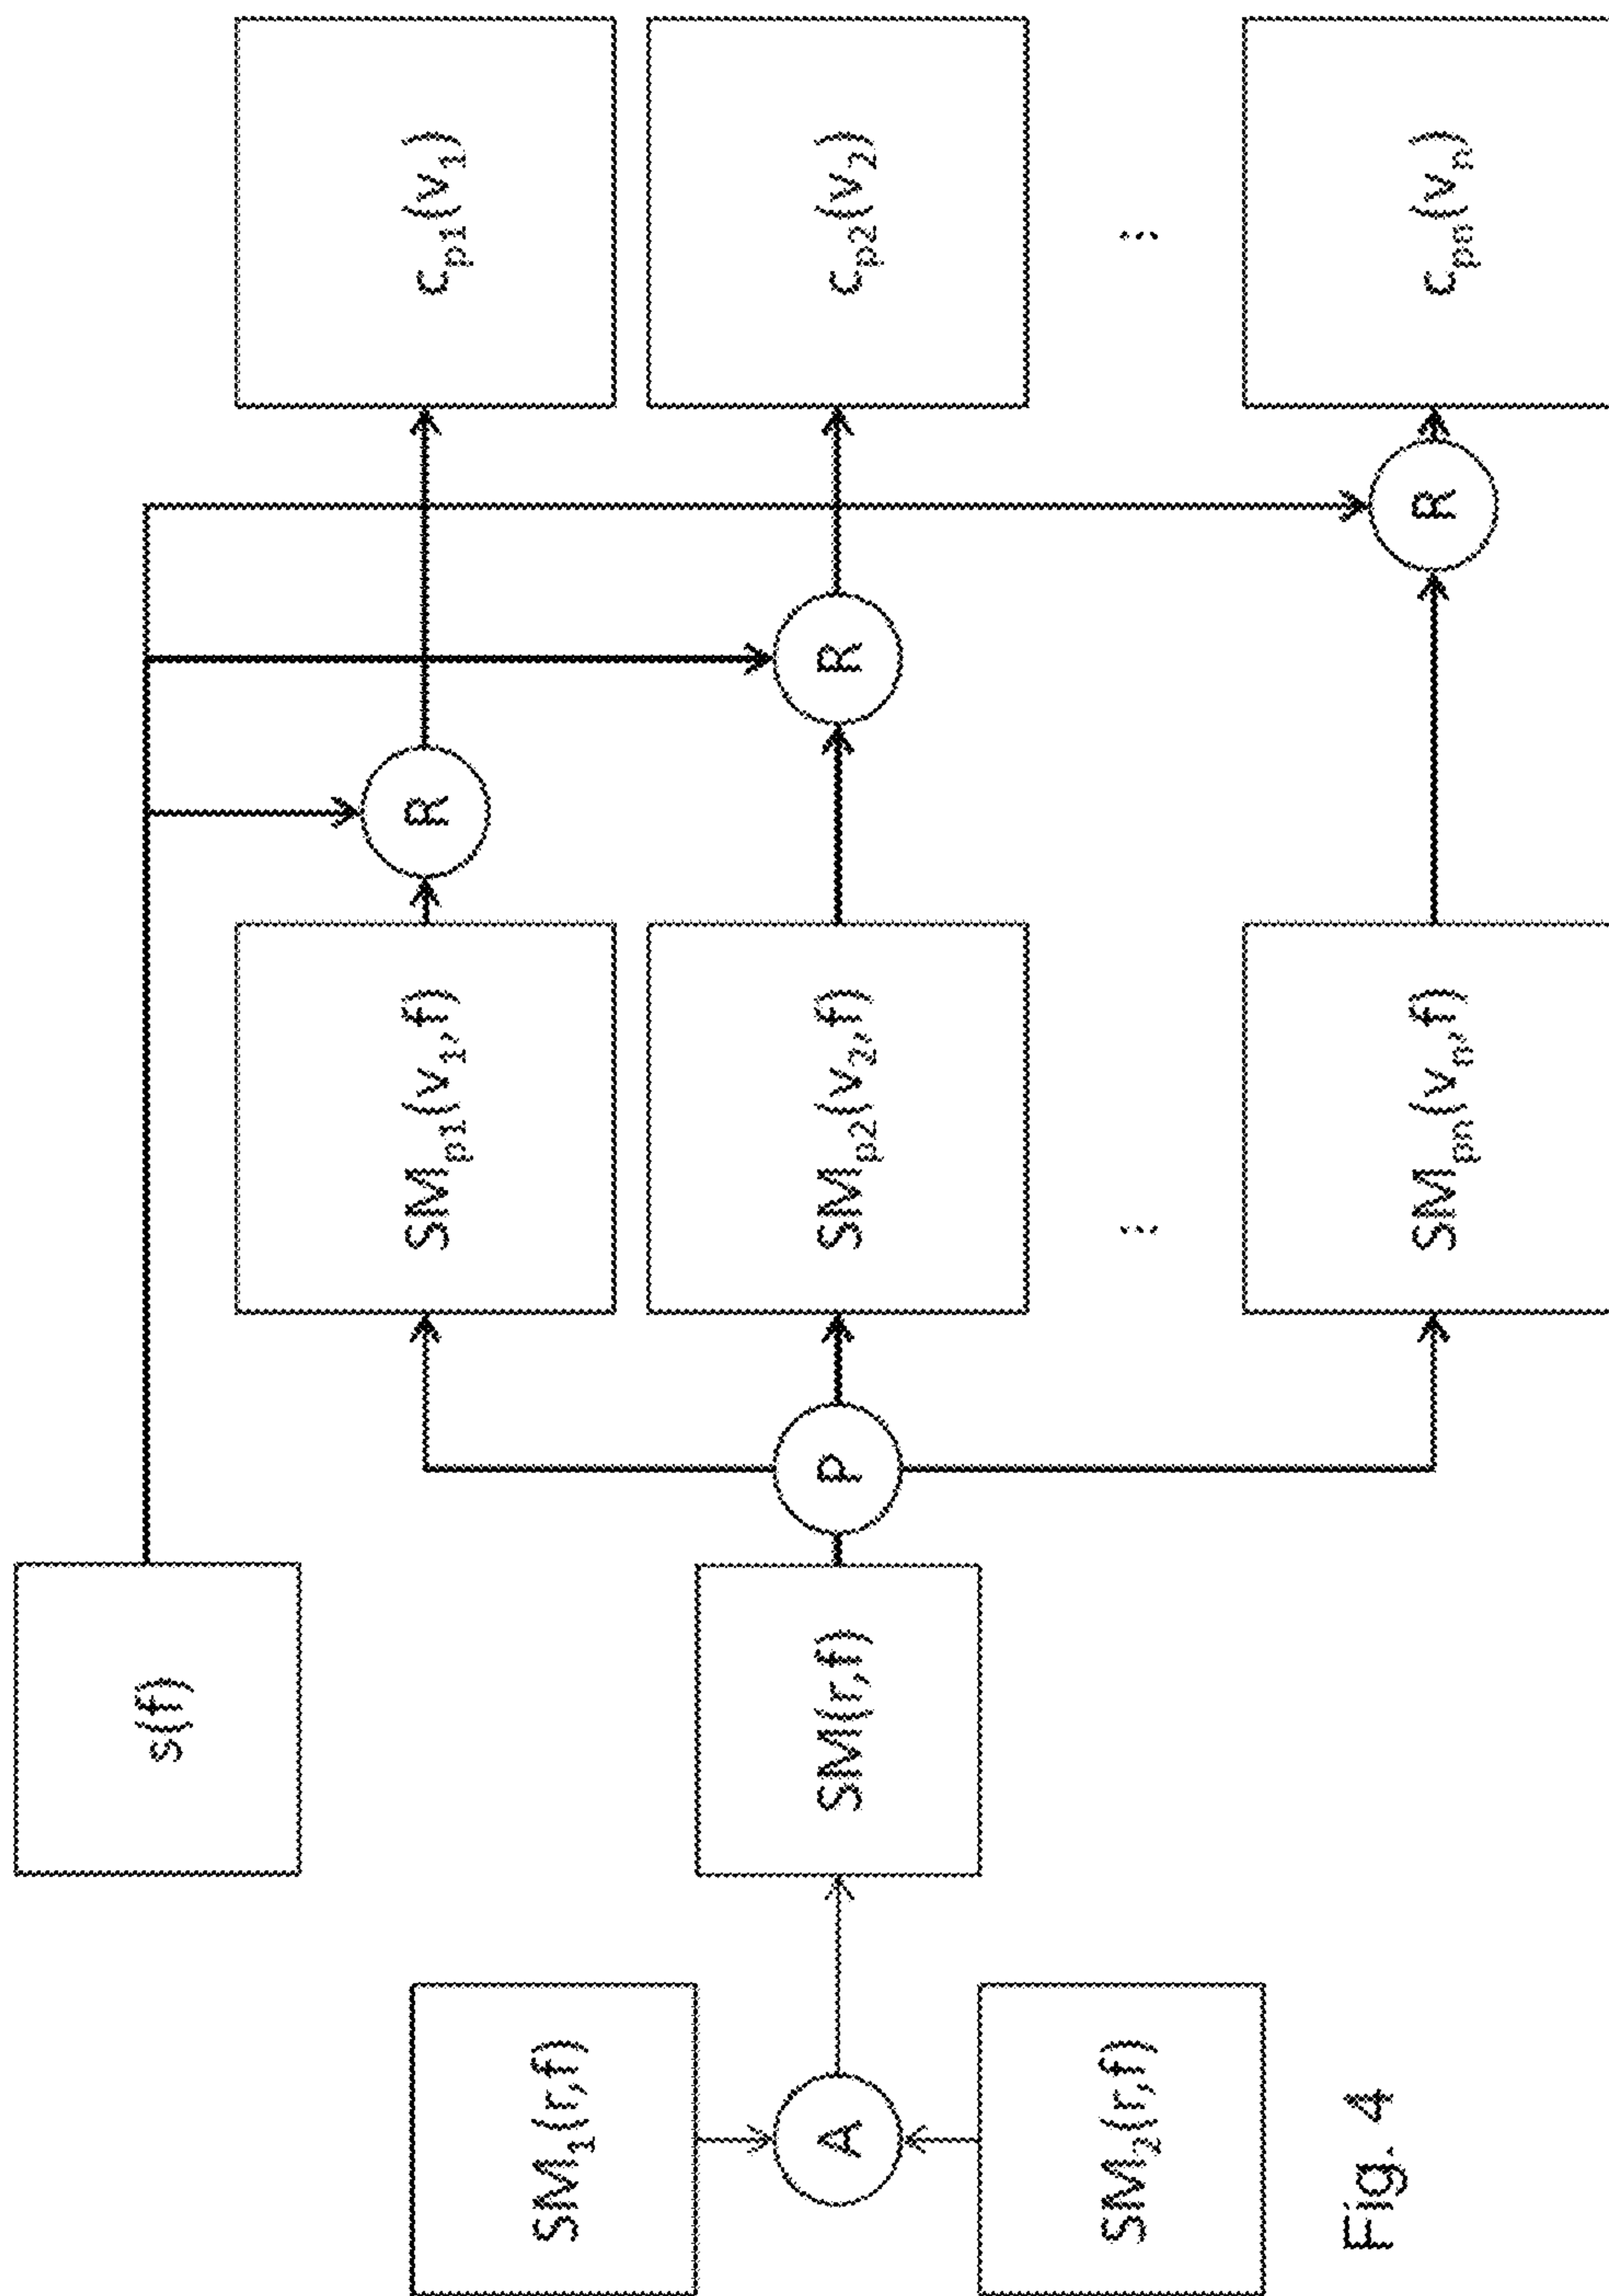 s(f)
SM₁(r,f)
A
SM₂(r,f)
SM(r,f)
P
SMₚ₁(v₁,f)
R
cₚ₁(v₁)
SMₚ₂(v₂,f)
R
cₚ₂(v₂)
⋮
⋮
SMₚₙ(vₙ,f)
R
cₚₙ(vₙ)
Fig. 4